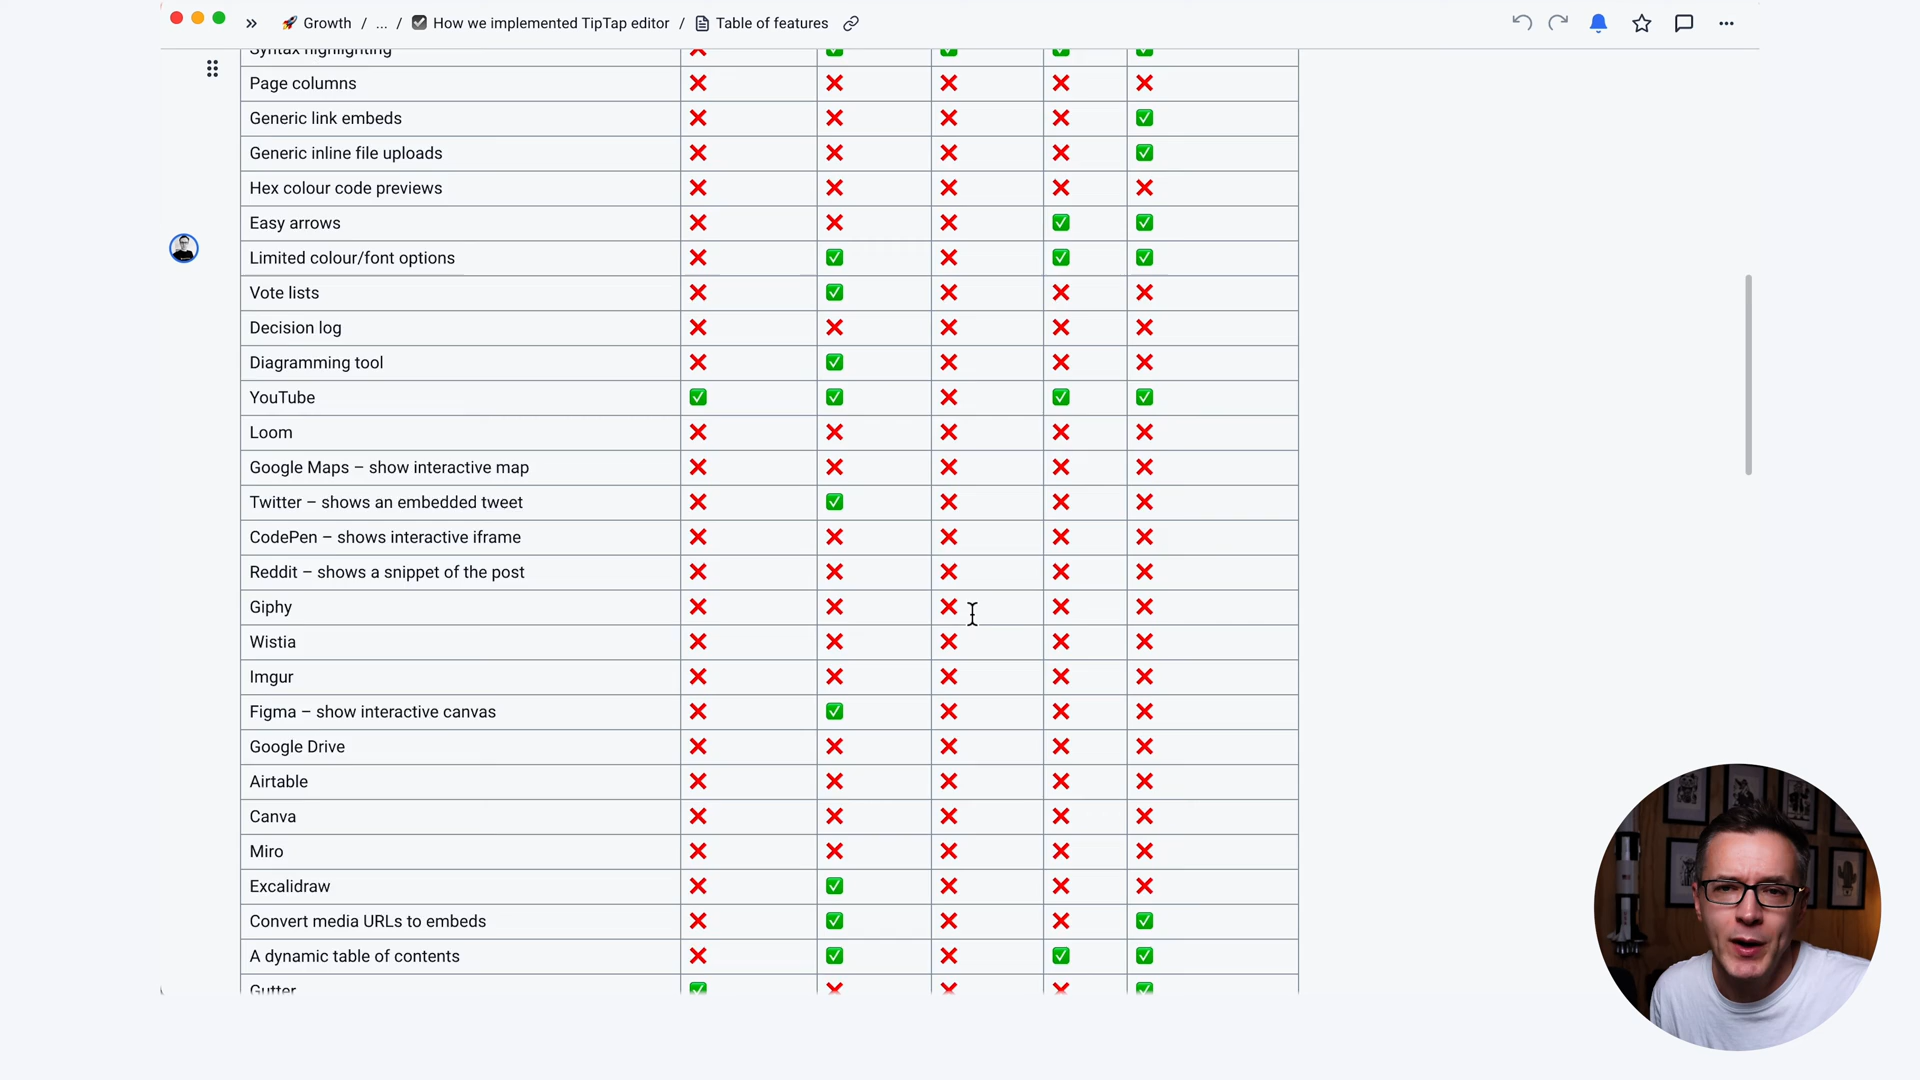 🚀 Growth / ... / How we implemented TipTap editor / Table of features
Syntax highlighting ❌ ✅ ✅ ✅ ✅
Page columns ❌ ❌ ❌ ❌ ❌
Generic link embeds ❌ ❌ ❌ ❌ ✅
Generic inline file uploads ❌ ❌ ❌ ❌ ✅
Hex colour code previews ❌ ❌ ❌ ❌ ❌
Easy arrows ❌ ❌ ❌ ✅ ✅
Limited colour/font options ❌ ✅ ❌ ✅ ✅
Vote lists ❌ ✅ ❌ ❌ ❌
Decision log ❌ ❌ ❌ ❌ ❌
Diagramming tool ❌ ✅ ❌ ❌ ❌
YouTube ✅ ✅ ❌ ✅ ✅
Loom ❌ ❌ ❌ ❌ ❌
Google Maps – show interactive map ❌ ❌ ❌ ❌ ❌
Twitter – shows an embedded tweet ❌ ✅ ❌ ❌ ❌
CodePen – shows interactive iframe ❌ ❌ ❌ ❌ ❌
Reddit – shows a snippet of the post ❌ ❌ ❌ ❌ ❌
Giphy ❌ ❌ ❌ ❌ ❌
Wistia ❌ ❌ ❌ ❌ ❌
Imgur ❌ ❌ ❌ ❌ ❌
Figma – show interactive canvas ❌ ✅ ❌ ❌ ❌
Google Drive ❌ ❌ ❌ ❌ ❌
Airtable ❌ ❌ ❌ ❌ ❌
Canva ❌ ❌ ❌ ❌ ❌
Miro ❌ ❌ ❌ ❌ ❌
Excalidraw ❌ ✅ ❌ ❌ ❌
Convert media URLs to embeds ❌ ✅ ❌ ❌ ✅
A dynamic table of contents ❌ ✅ ❌ ✅ ✅
Gutter ✅ ❌ ❌ ❌ ✅